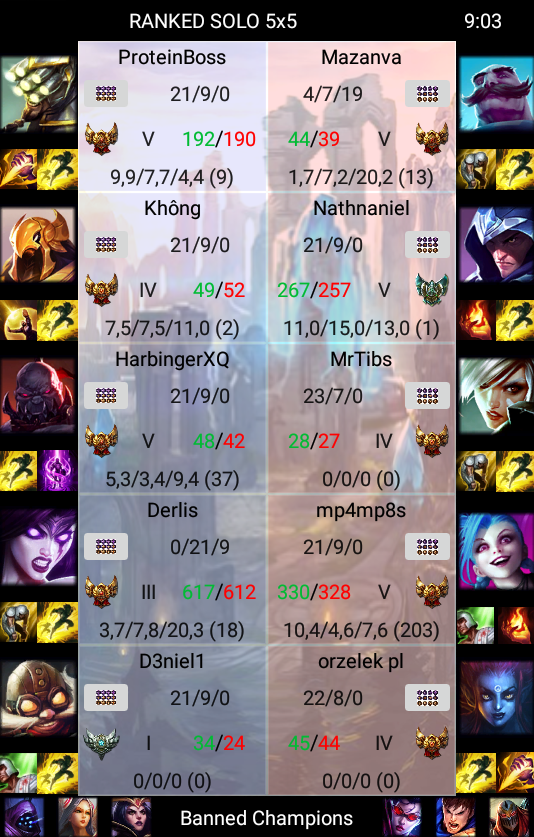 RANKED SOLO 5x5 9:03
ProteinBoss Mazanva
21/9/0 4/7/19
V 192/190 44/39 V
9,9/7,7/4,4 (9) 1,7/7,2/20,2 (13)
Không Nathnaniel
21/9/0 21/9/0
IV 49/52 267/257 V
7,5/7,5/11,0 (2) 11,0/15,0/13,0 (1)
HarbingerXQ MrTibs
21/9/0 23/7/0
V 48/42 28/27 IV
5,3/3,4/9,4 (37) 0/0/0 (0)
Derlis mp4mp8s
0/21/9 21/9/0
III 617/612 330/328 V
3,7/7,8/20,3 (18) 10,4/4,6/7,6 (203)
D3niel1 orzelek pl
21/9/0 22/8/0
I 34/24 45/44 IV
0/0/0 (0) 0/0/0 (0)
Banned Champions